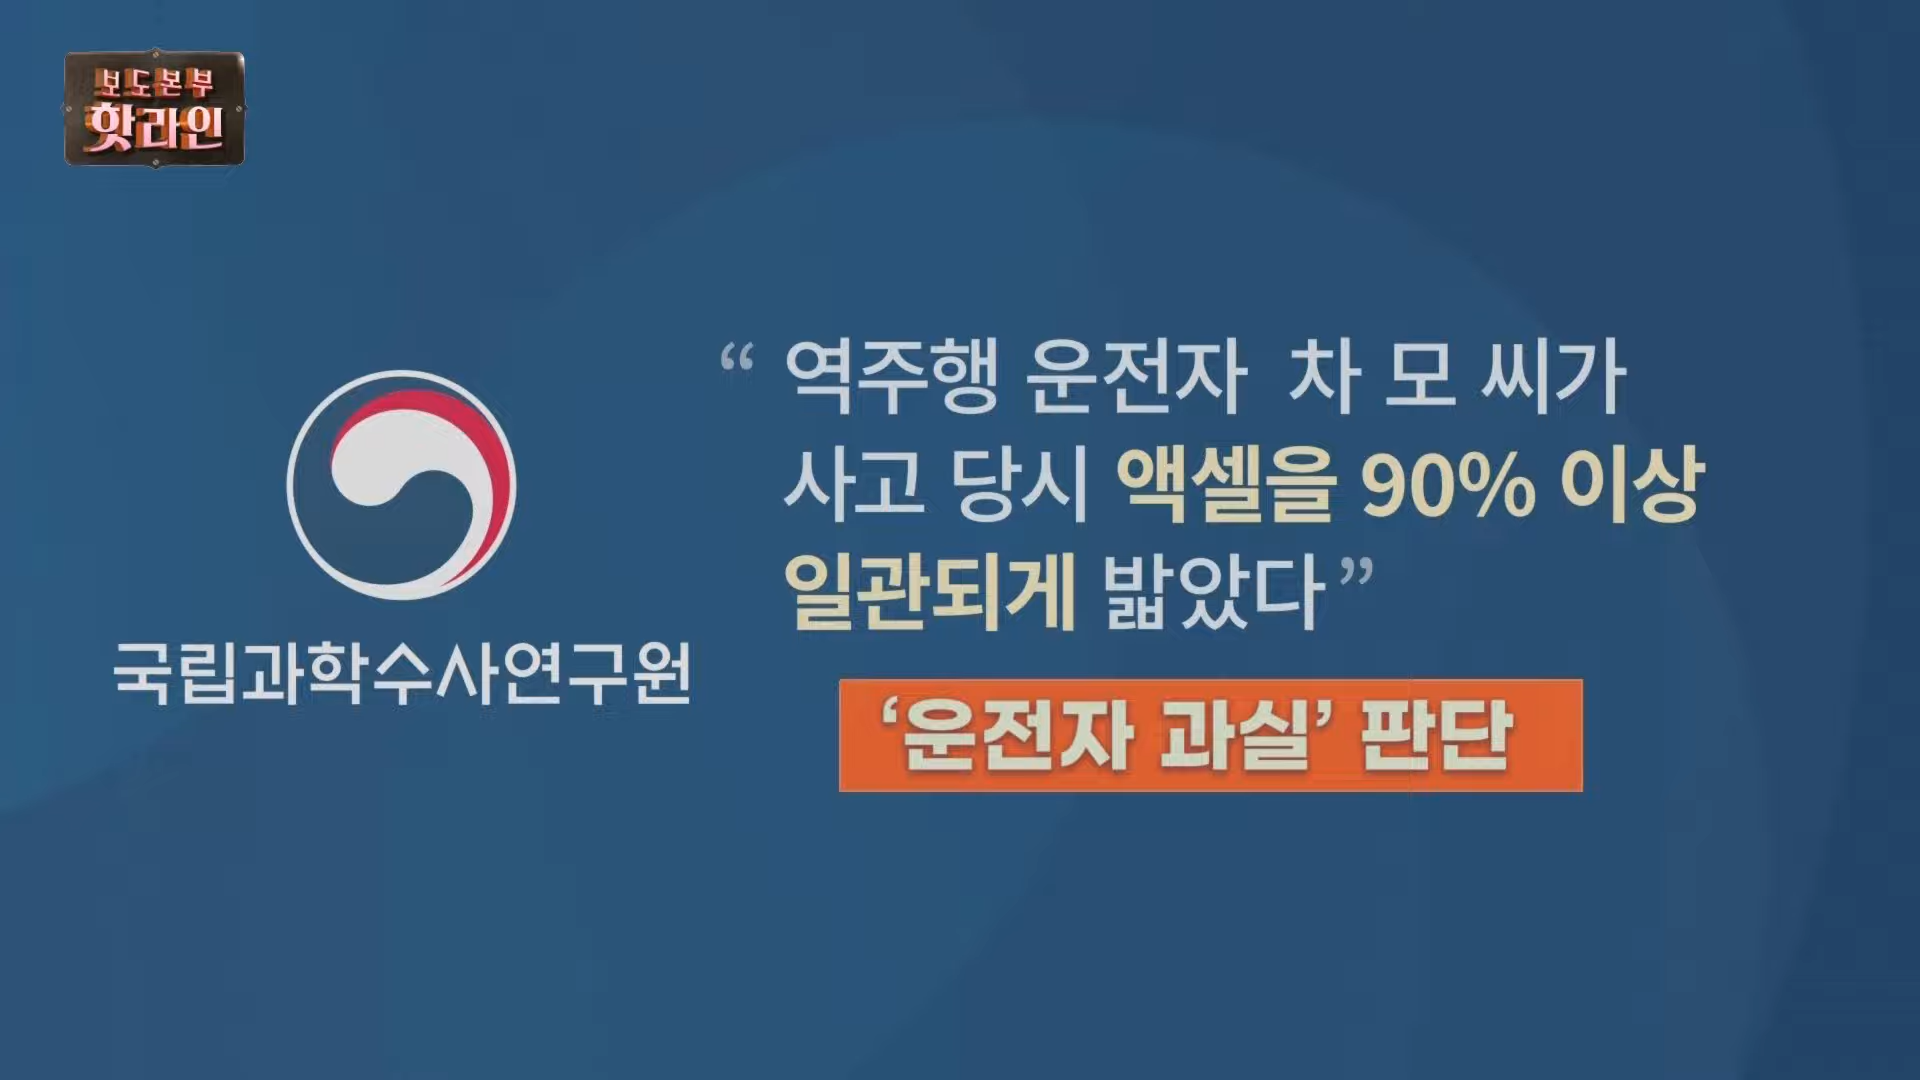 보도본부
핫라인
“ 역주행 운전자 차 모 씨가
사고 당시 액셀을 90% 이상
일관되게 밟았다 ”
국립과학수사연구원
‘운전자 과실’ 판단